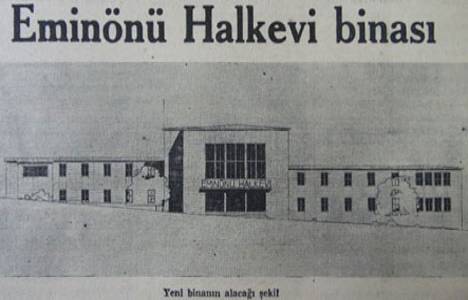 Eminönü Halkevi binası
EMİNÖNÜ HALKEVİ
Yeni binanın alacağı şekil